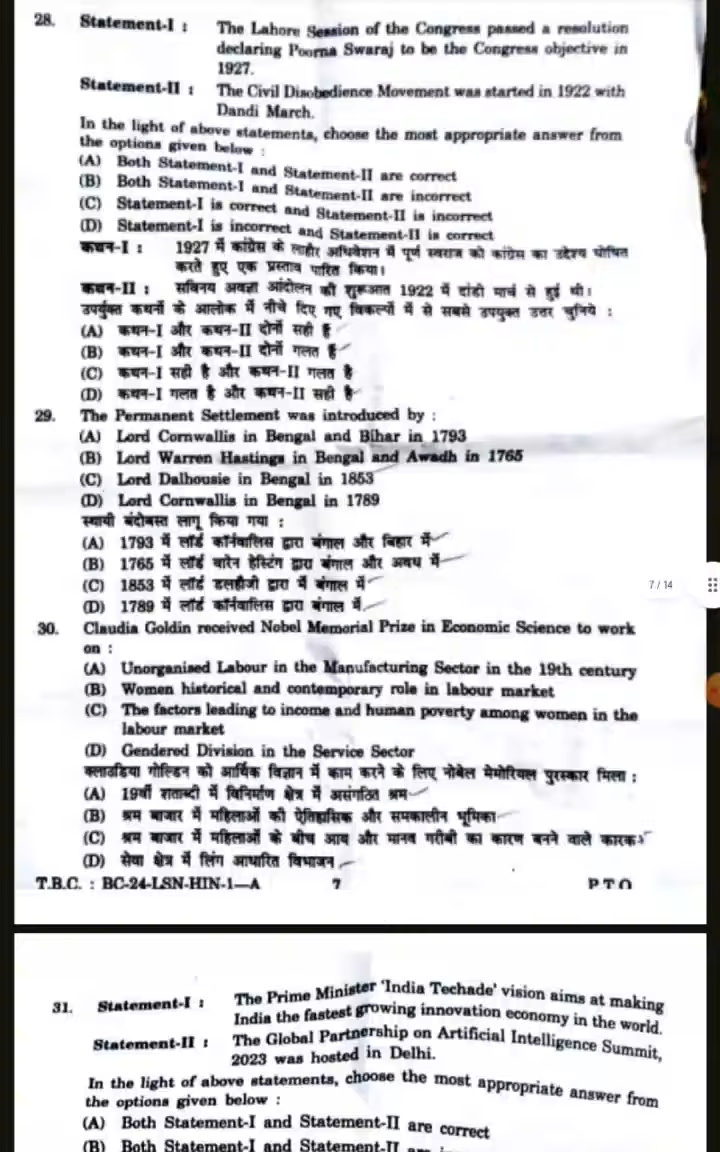 28. Statement-I : The Lahore Session of the Congress passed a resolution
declaring Poorna Swaraj to be the Congress objective in
1927.
Statement-II : The Civil Disobedience Movement was started in 1922 with
Dandi March.
In the light of above statements, choose the most appropriate answer from
the options given below :
(A) Both Statement-I and Statement-II are correct
(B) Both Statement-I and Statement-II are incorrect
(C) Statement-I is correct and Statement-II is incorrect
(D) Statement-I is incorrect and Statement-II is correct
कथन-I : 1927 में कांग्रेस के लाहौर अधिवेशन में पूर्ण स्वराज को कांग्रेस का उद्देश्य घोषित
करते हुए एक प्रस्ताव पारित किया।
कथन-II : सविनय अवज्ञा आंदोलन की शुरूआत 1922 में दांडी मार्च से हुई थी।
उपर्युक्त कथनों के आलोक में नीचे दिए गए विकल्पों में से सबसे उपयुक्त उत्तर चुनिये :
(A) कथन-I और कथन-II दोनों सही हैं
(B) कथन-I और कथन-II दोनों गलत हैं
(C) कथन-I सही है और कथन-II गलत है
(D) कथन-I गलत है और कथन-II सही है
29. The Permanent Settlement was introduced by :
(A) Lord Cornwallis in Bengal and Bihar in 1793
(B) Lord Warren Hastings in Bengal and Awadh in 1765
(C) Lord Dalhousie in Bengal in 1853
(D) Lord Cornwallis in Bengal in 1789
स्थायी बंदोबस्त लागू किया गया :
(A) 1793 में लॉर्ड कॉर्नवालिस द्वारा बंगाल और बिहार में
(B) 1765 में लॉर्ड वारेन हेस्टिंग द्वारा बंगाल और अवध में
(C) 1853 में लॉर्ड डलहौजी द्वारा में बंगाल में
(D) 1789 में लॉर्ड कॉर्नवालिस द्वारा बंगाल में
7 / 14
30. Claudia Goldin received Nobel Memorial Prize in Economic Science to work
on :
(A) Unorganised Labour in the Manufacturing Sector in the 19th century
(B) Women historical and contemporary role in labour market
(C) The factors leading to income and human poverty among women in the
labour market
(D) Gendered Division in the Service Sector
क्लाउडिया गोल्डिन को आर्थिक विज्ञान में काम करने के लिए नोबेल मेमोरियल पुरस्कार मिला :
(A) 19वीं शताब्दी में विनिर्माण क्षेत्र में असंगठित श्रम
(B) श्रम बाजार में महिलाओं की ऐतिहासिक और समकालीन भूमिका
(C) श्रम बाजार में महिलाओं के बीच आय और मानव गरीबी का कारण बनने वाले कारक
(D) सेवा क्षेत्र में लिंग आधारित विभाजन
T.B.C. : BC-24-LSN-HIN-1—A 7 P T O
31. Statement-I : The Prime Minister 'India Techade' vision aims at making
India the fastest growing innovation economy in the world.
Statement-II : The Global Partnership on Artificial Intelligence Summit,
2023 was hosted in Delhi.
In the light of above statements, choose the most appropriate answer from
the options given below :
(A) Both Statement-I and Statement-II are correct
(B) Both Statement-I and Statement-II are